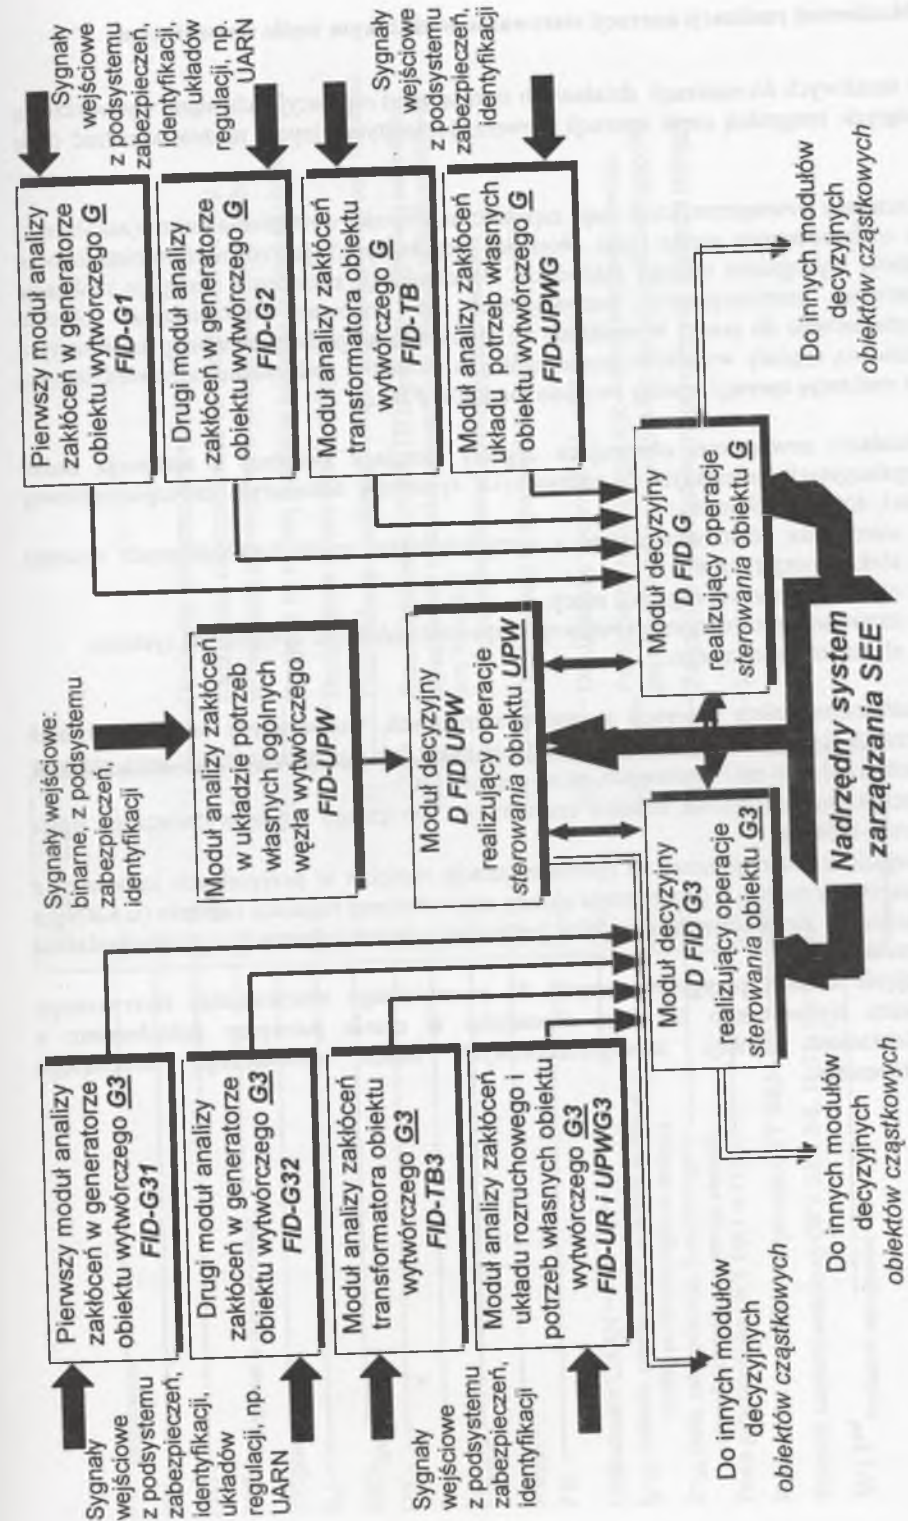 Sygnały
wejściowe
z podsystemu
zabezpieczeń,
identyfikacji,
układów
regulacji, np.
UARN
Sygnały
wejściowe
z podsystemu
zabezpieczeń,
identyfikacji
Pierwszy moduł analizy
zakłóceń w generatorze
obiektu wytwórczego G3
FID-G31
Drugi moduł analizy
zakłóceń w generatorze
obiektu wytwórczego G3
FID-G32
Moduł analizy zakłóceń
transformatora obiektu
wytwórczego G3
FID-TB3
Moduł analizy zakłóceń
układu rozruchowego i
potrzeb własnych obiektu
wytwórczego G3
FID-UR i UPWG3
Sygnały wejściowe:
binarne, z podsystemu
zabezpieczeń,
identyfikacji
Moduł analizy zakłóceń
w układzie potrzeb
własnych ogólnych
węzła wytwórczego
FID-UPW
Moduł decyzyjny
D FID UPW
realizujący operacje
sterowania obiektu UPW
Pierwszy moduł analizy
zakłóceń w generatorze
obiektu wytwórczego G
FID-G1
Drugi moduł analizy
zakłóceń w generatorze
obiektu wytwórczego G
FID-G2
Moduł analizy zakłóceń
transformatora obiektu
wytwórczego G
FID-TB
Moduł analizy zakłóceń
układu potrzeb własnych
obiektu wytwórczego G
FID-UPWG
Sygnały
wejściowe
z podsystemu
zabezpieczeń,
identyfikacji,
układów
regulacji, np.
UARN
Sygnały
wejściowe
z podsystemu
zabezpieczeń,
identyfikacji
Moduł decyzyjny
D FID G3
realizujący operacje
sterowania obiektu G3
Moduł decyzyjny
D FID G
realizujący operacje
sterowania obiektu G
Do innych modułów
decyzyjnych
obiektów cząstkowych
Do innych modułów
decyzyjnych
obiektów cząstkowych
Nadrzędny system
zarządzania SEE
Do innych modułów
decyzyjnych
obiektów cząstkowych